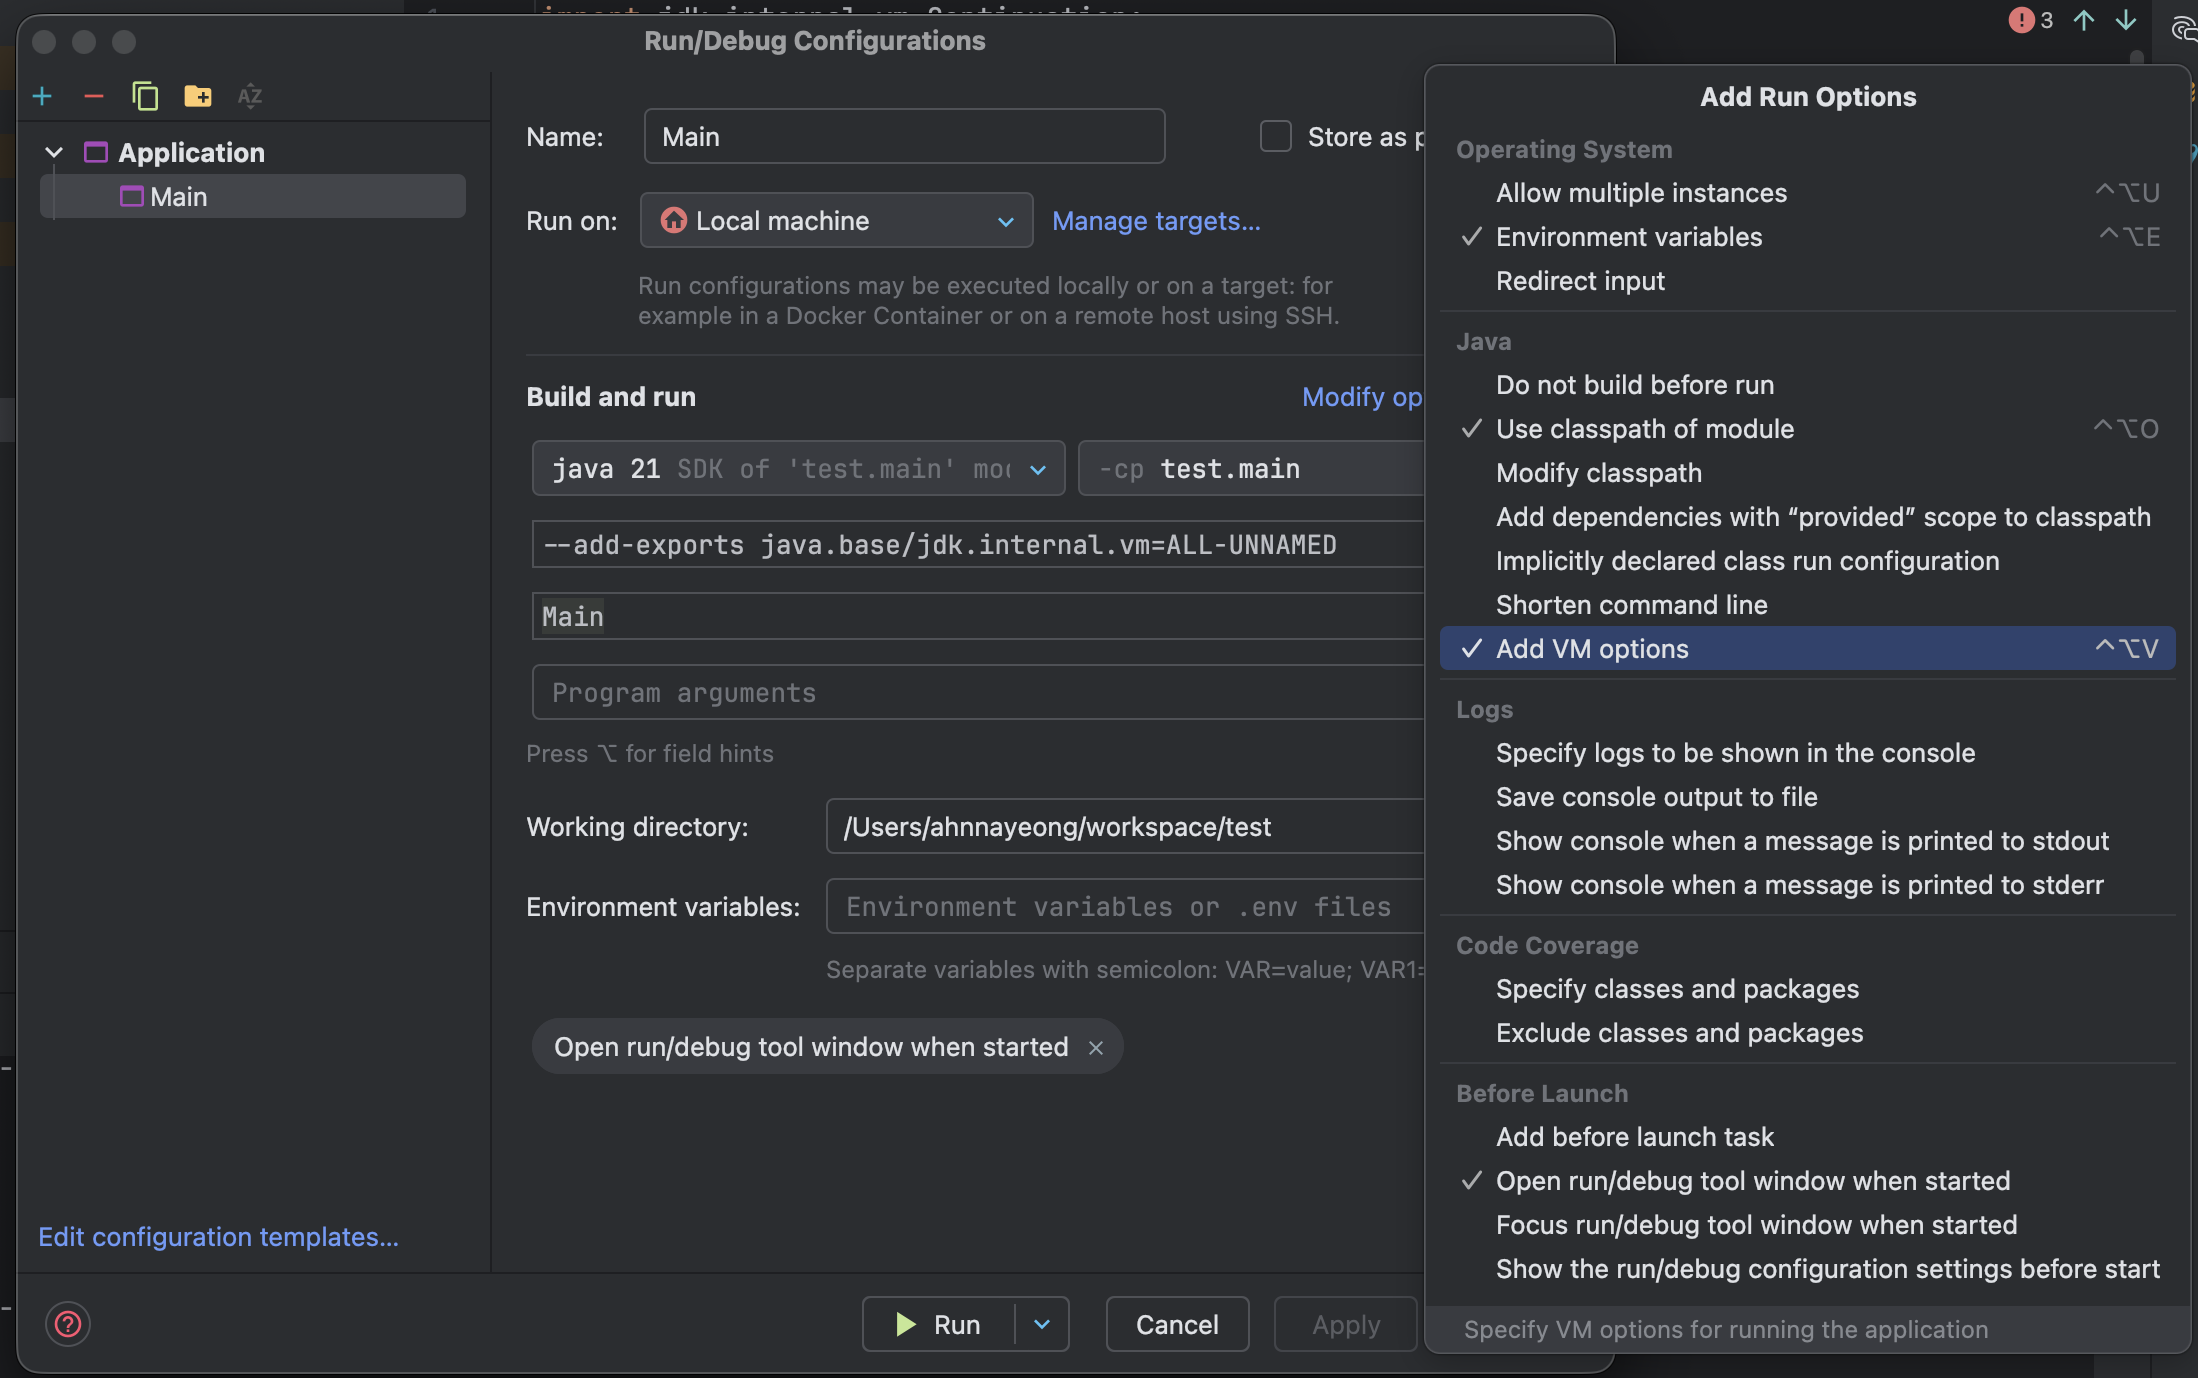 Run/Debug Configurations
Application
Main
Edit configuration templates...
Name:
Main
Store as
Run on:
Local machine
Manage targets...
Run configurations may be executed locally or on a target: for
example in a Docker Container or on a remote host using SSH.
Build and run
Modify op
java 21 SDK of 'test.main'
-cp test.main
--add-exports java.base/jdk.internal.vm=ALL-UNNAMED
Main
Program arguments
Press ⌥ for field hints
Working directory:
/Users/ahnnayeong/workspace/test
Environment variables:
Environment variables or .env files
Separate variables with semicolon: VAR=value; VAR1=
Open run/debug tool window when started
Run
Cancel
Apply
3
Add Run Options
Operating System
Allow multiple instances ⌃⌥U
Environment variables ⌃⌥E
Redirect input
Java
Do not build before run
Use classpath of module ⌃⌥O
Modify classpath
Add dependencies with “provided” scope to classpath
Implicitly declared class run configuration
Shorten command line
Add VM options ⌃⌥V
Logs
Specify logs to be shown in the console
Save console output to file
Show console when a message is printed to stdout
Show console when a message is printed to stderr
Code Coverage
Specify classes and packages
Exclude classes and packages
Before Launch
Add before launch task
Open run/debug tool window when started
Focus run/debug tool window when started
Show the run/debug configuration settings before start
Specify VM options for running the application